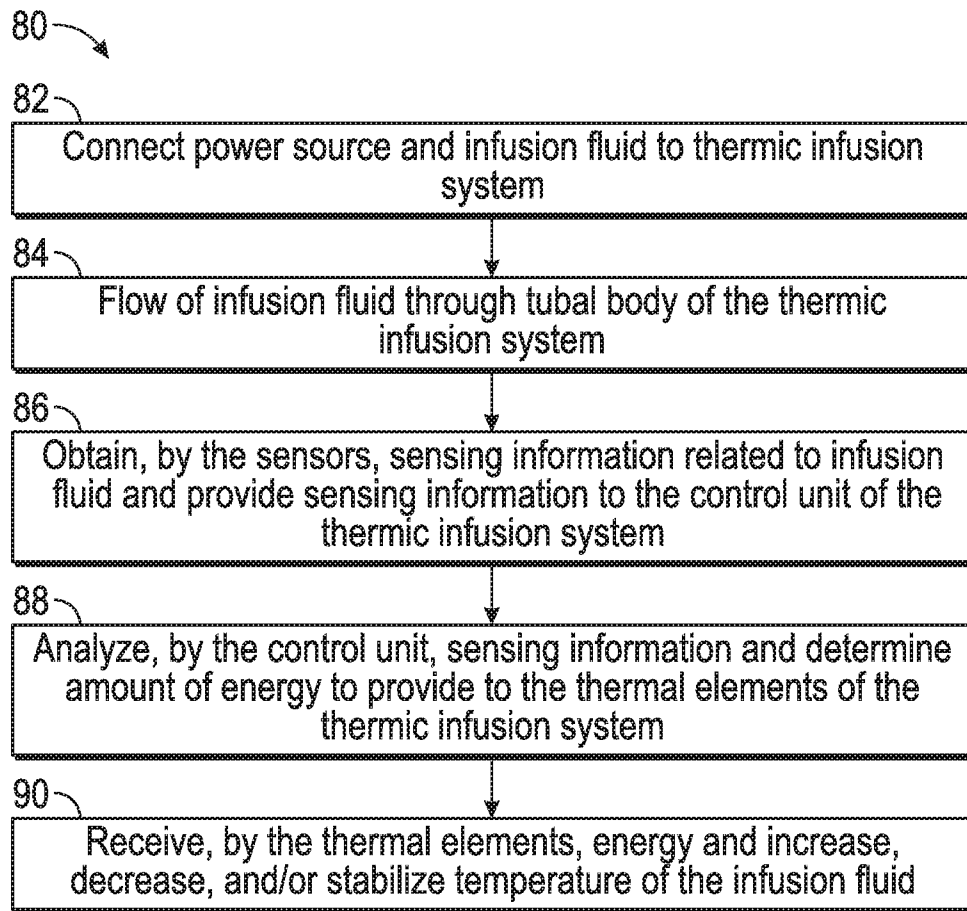 80
82
Connect power source and infusion fluid to thermic infusion
system
84
Flow of infusion fluid through tubal body of the thermic
infusion system
86
Obtain, by the sensors, sensing information related to infusion
fluid and provide sensing information to the control unit of the
thermic infusion system
88
Analyze, by the control unit, sensing information and determine
amount of energy to provide to the thermal elements of the
thermic infusion system
90
Receive, by the thermal elements, energy and increase,
decrease, and/or stabilize temperature of the infusion fluid